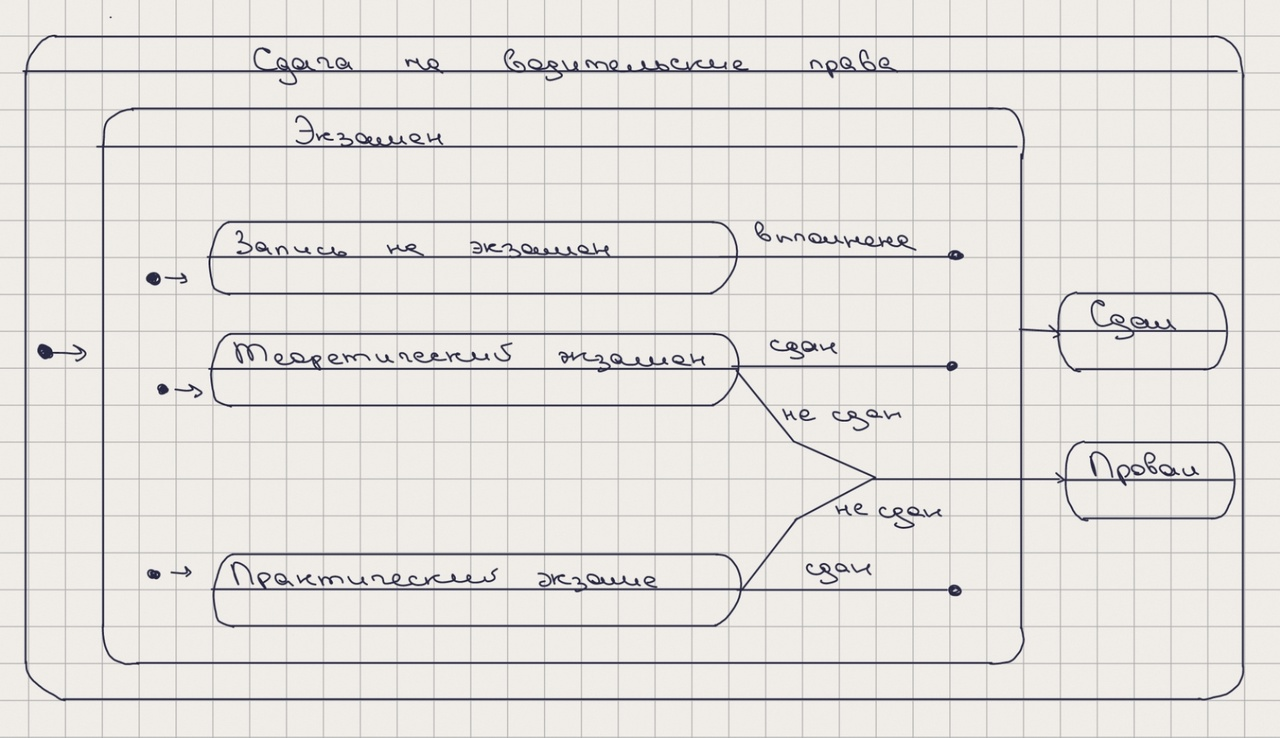 Сдача на водительские права
Экзамен
Запись на экзамен
выполнена
Теоретический экзамен
сдан
не сдан
Сдал
Провал
не сдан
Практический экзаме
сдан